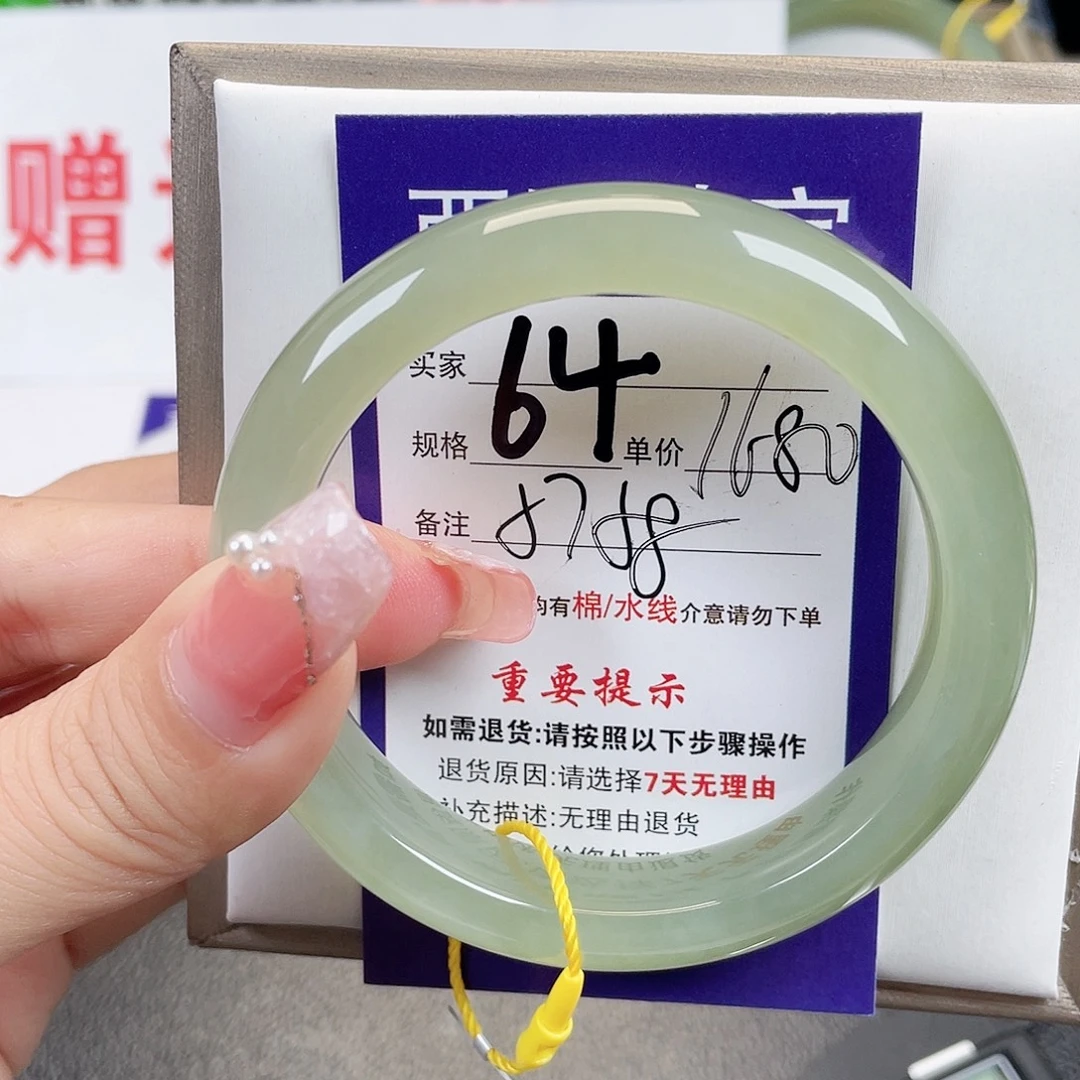 赠
买家 64
规格 单价 1680
备注 8788
均有棉/水线介意请勿下单
重要提示
如需退货:请按照以下步骤操作
退货原因:请选择7天无理由
补充描述:无理由退货